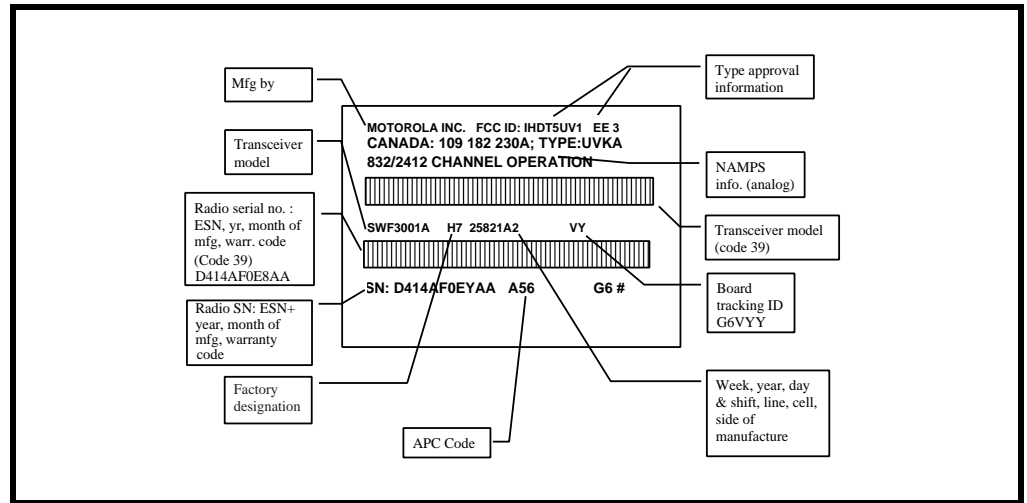 Mfg by
Type approval
information
MOTOROLA INC. FCC ID: IHDT5UV1 EE 3
CANADA: 109 182 230A; TYPE:UVKA
832/2412 CHANNEL OPERATION
Transceiver
model
NAMPS
info. (analog)
Radio serial no. :
ESN, yr, month of
mfg, warr. code
(Code 39)
D414AF0E8AA
SWF3001A H7 25821A2 VY
Transceiver model
(code 39)
SN: D414AF0EYAA A56 G6 #
Radio SN: ESN+
year, month of
mfg, warranty
code
Board
tracking ID
G6VYY
Factory
designation
APC Code
Week, year, day
& shift, line, cell,
side of
manufacture